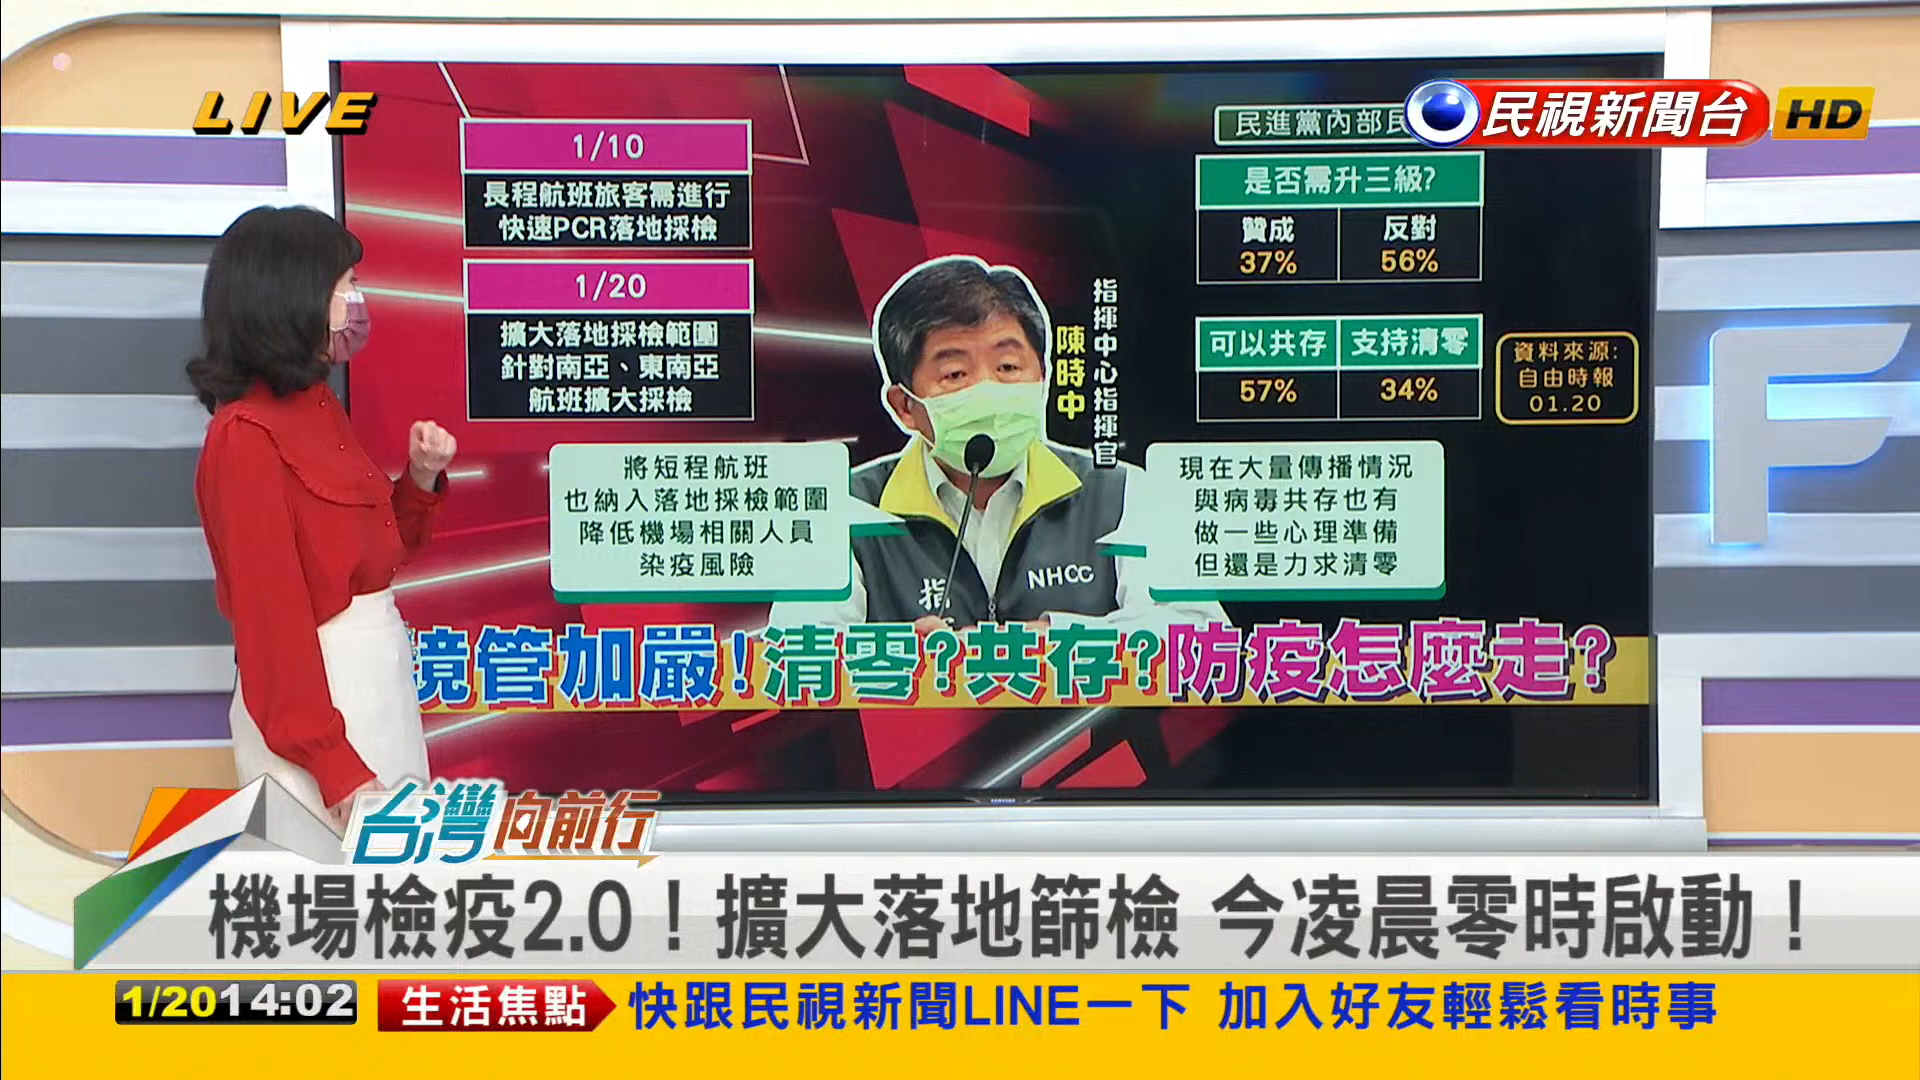 LIVE
民視新聞台
HD
1/10
長程航班旅客需進行
快速PCR落地採檢
1/20
擴大落地採檢範圍
針對南亞、東南亞
航班擴大採檢
將短程航班
也納入落地採檢範圍
降低機場相關人員
染疫風險
指揮中心指揮官
陳時中
指
NHCC
民進黨內部民
是否需升三級?
贊成 反對
37% 56%
可以共存 支持清零
57% 34%
資料來源:
自由時報
01.20
現在大量傳播情況
與病毒共存也有
做一些心理準備
但還是力求清零
境管加嚴!清零?共存?防疫怎麼走?
F
台灣向前行
機場檢疫2.0!擴大落地篩檢 今凌晨零時啟動!
1/20 14:02 生活焦點 快跟民視新聞LINE一下 加入好友輕鬆看時事